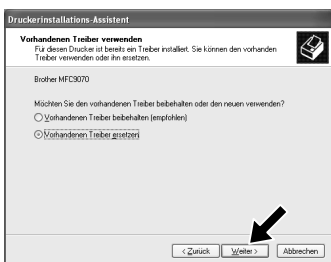 Druckerinstallations-Assistent
Vorhandenen Treiber verwenden
Für diesen Drucker ist bereits ein Treiber installiert. Sie können den vorhanden
Treiber verwenden oder ihn ersetzen.
Brother MFC9070
Möchten Sie den vorhandenen Treiber beibehalten oder den neuen verwenden?
Vorhandenen Treiber beibehalten (empfohlen)
Vorhandenen Treiber ersetzen
< Zurück Weiter > Abbrechen